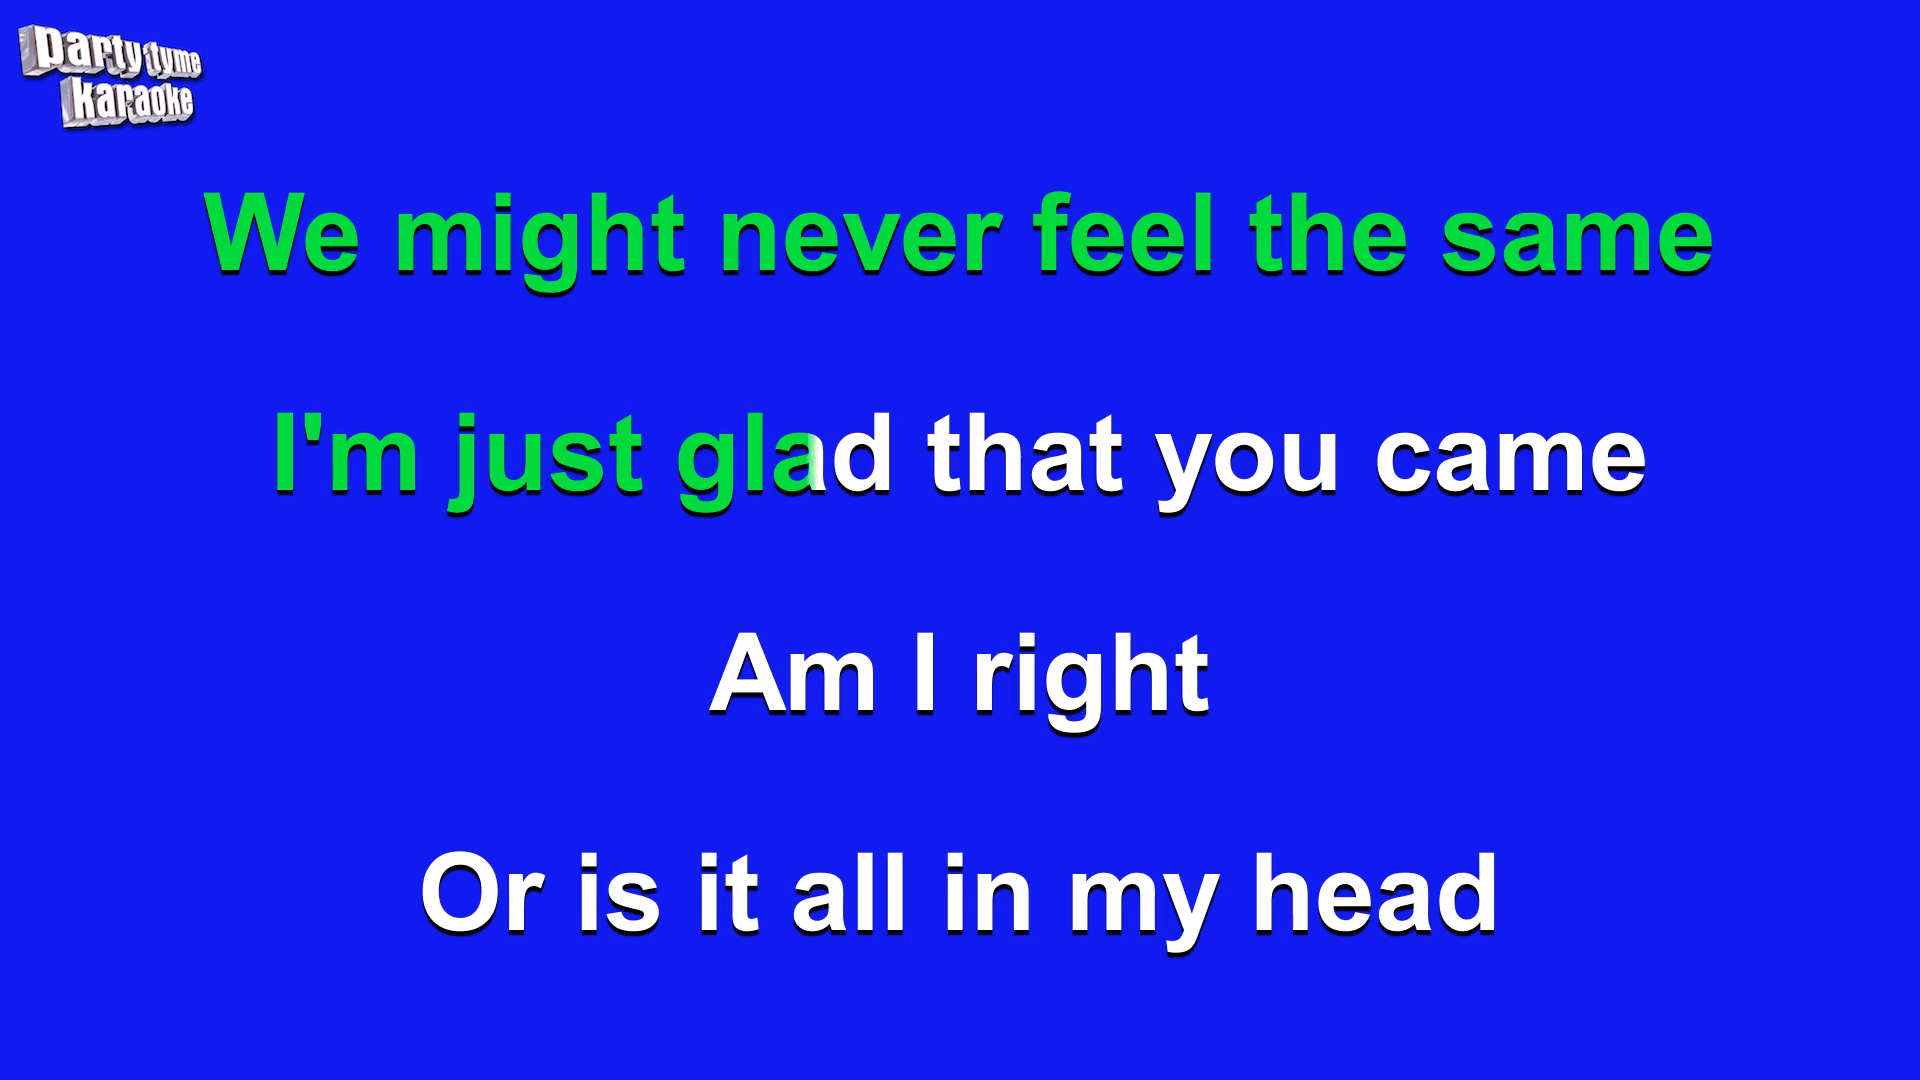 party tyme
karaoke
We might never feel the same
I'm just glad that you came
Am I right
Or is it all in my head